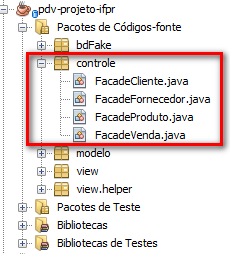 pdv-projeto-ifpr
Pacotes de Códigos-fonte
bdFake
controle
FacadeCliente.java
FacadeFornecedor.java
FacadeProduto.java
FacadeVenda.java
modelo
view
view.helper
Pacotes de Teste
Bibliotecas
Bibliotecas de Testes